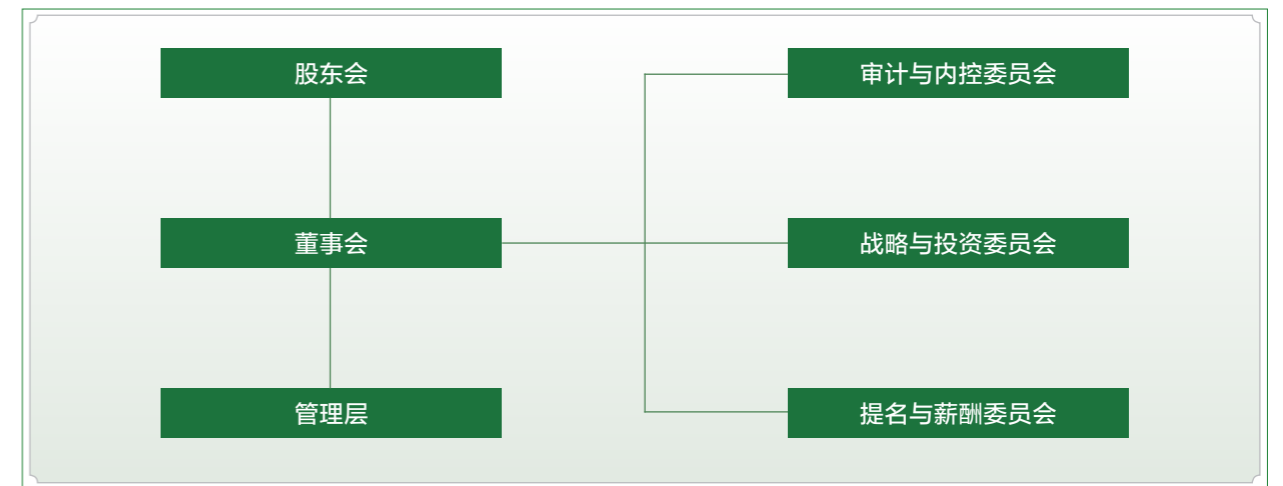 股东会
审计与内控委员会
董事会
战略与投资委员会
管理层
提名与薪酬委员会